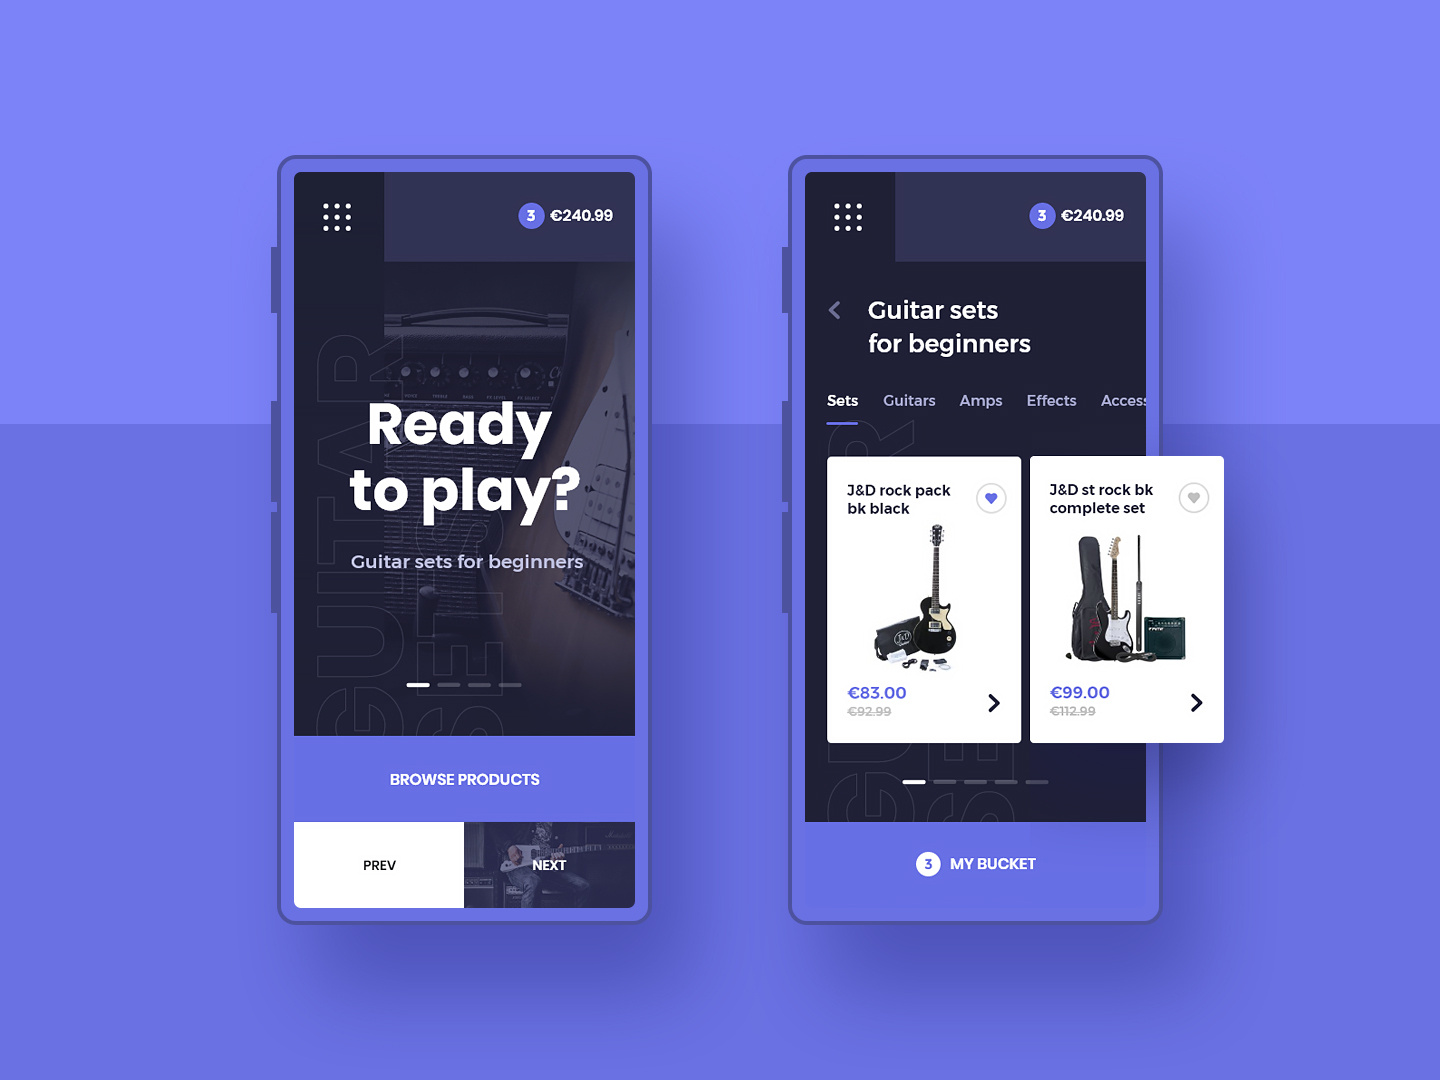 3 €240.99
GUITAR
SETS
Ready
to play?
Guitar sets for beginners
BROWSE PRODUCTS
PREV
NEXT
3 €240.99
Guitar sets
for beginners
Sets Guitars Amps Effects Access
J&D rock pack
bk black
J&D
€83.00
€92.99
J&D st rock bk
complete set
€99.00
€112.99
3 MY BUCKET